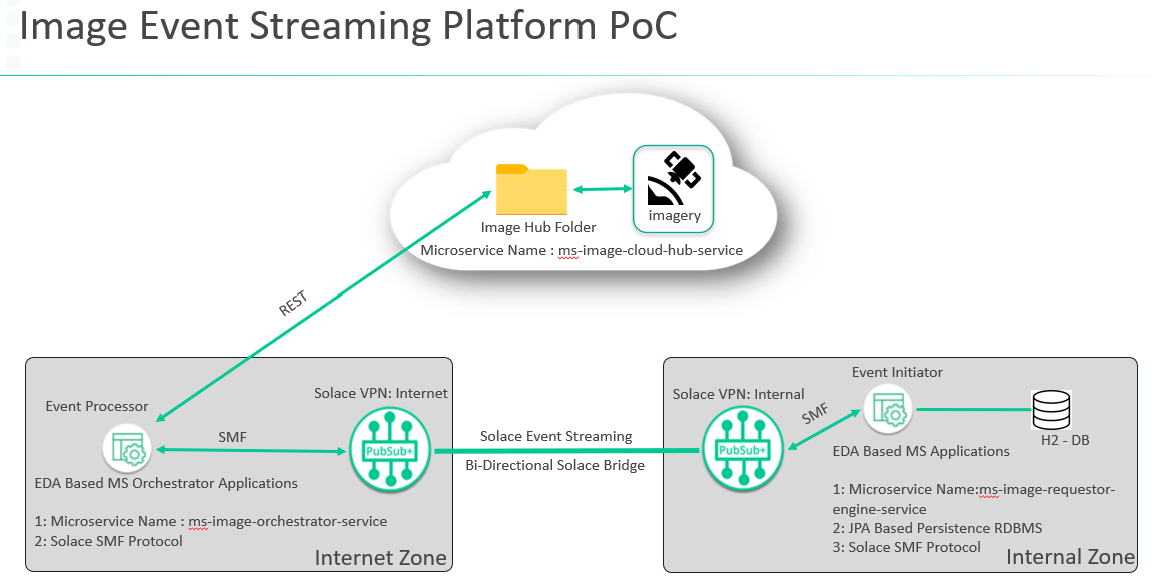 Image Event Streaming Platform PoC
imagery
Image Hub Folder
Microservice Name : ms-image-cloud-hub-service
REST
Solace VPN: Internet
Event Processor
PubSub+
SMF
EDA Based MS Orchestrator Applications
1: Microservice Name : ms-image-orchestrator-service
2: Solace SMF Protocol
Internet Zone
Solace Event Streaming
Bi-Directional Solace Bridge
Event Initiator
Solace VPN: Internal
SMF
PubSub+
H2 - DB
EDA Based MS Applications
1: Microservice Name:ms-image-requestor-
engine-service
2: JPA Based Persistence RDBMS
3: Solace SMF Protocol
Internal Zone